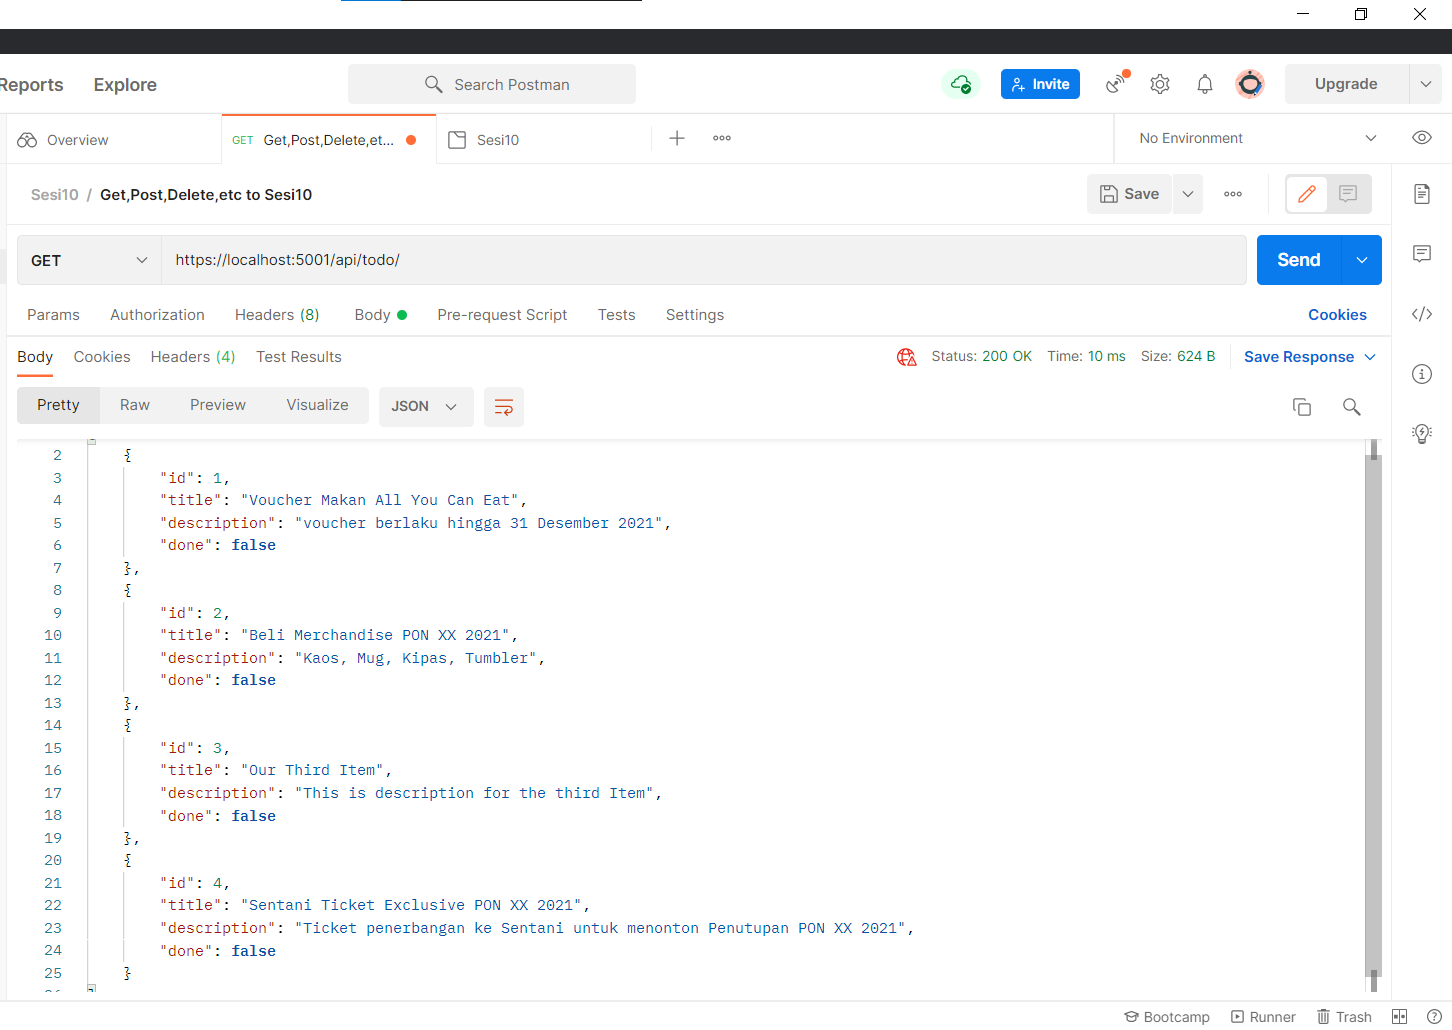 Reports Explore Search Postman Invite Upgrade
Overview GET Get,Post,Delete,et... Sesi10 No Environment
Sesi10 / Get,Post,Delete,etc to Sesi10 Save
GET https://localhost:5001/api/todo/ Send
Params Authorization Headers (8) Body Pre-request Script Tests Settings Cookies
Body Cookies Headers (4) Test Results Status: 200 OK Time: 10 ms Size: 624 B Save Response
Pretty Raw Preview Visualize JSON
2 {
3 "id": 1,
4 "title": "Voucher Makan All You Can Eat",
5 "description": "voucher berlaku hingga 31 Desember 2021",
6 "done": false
7 },
8 {
9 "id": 2,
10 "title": "Beli Merchandise PON XX 2021",
11 "description": "Kaos, Mug, Kipas, Tumbler",
12 "done": false
13 },
14 {
15 "id": 3,
16 "title": "Our Third Item",
17 "description": "This is description for the third Item",
18 "done": false
19 },
20 {
21 "id": 4,
22 "title": "Sentani Ticket Exclusive PON XX 2021",
23 "description": "Ticket penerbangan ke Sentani untuk menonton Penutupan PON XX 2021",
24 "done": false
25 }
Bootcamp Runner Trash